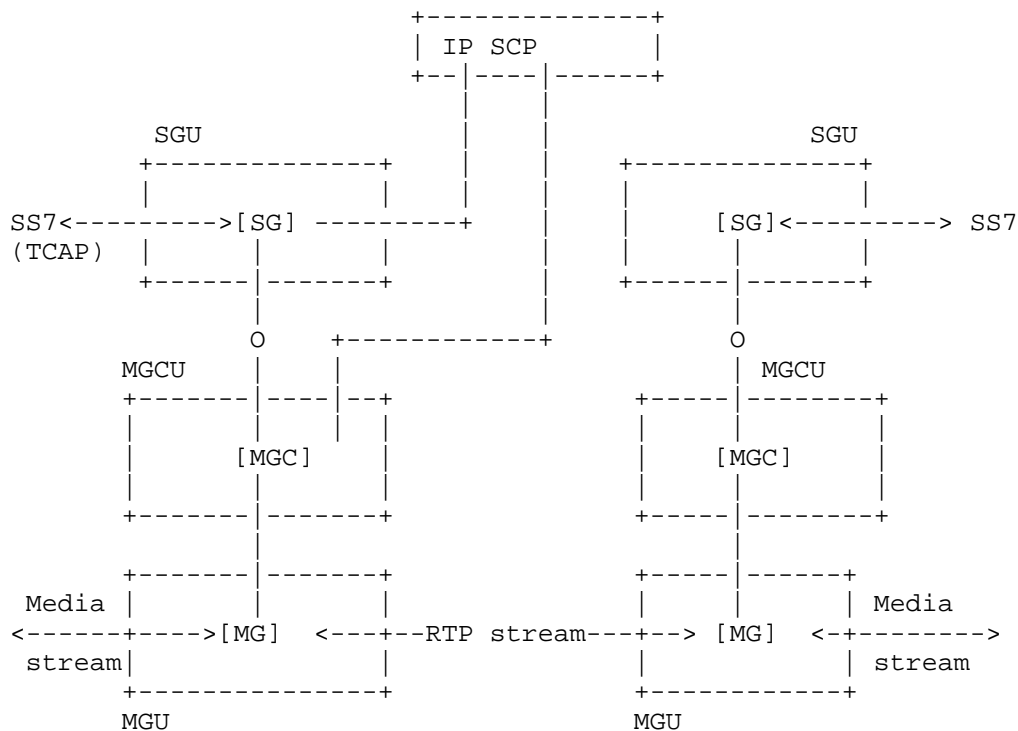 IP SCP
SGU SGU
SS7<--------->[SG] ---------+ [SG]<---------> SS7
(TCAP)
O O
MGCU MGCU
[MGC] [MGC]
Media Media
<------+---->[MG] <---+--RTP stream---+--> [MG] <-+-------->
stream stream
MGU MGU